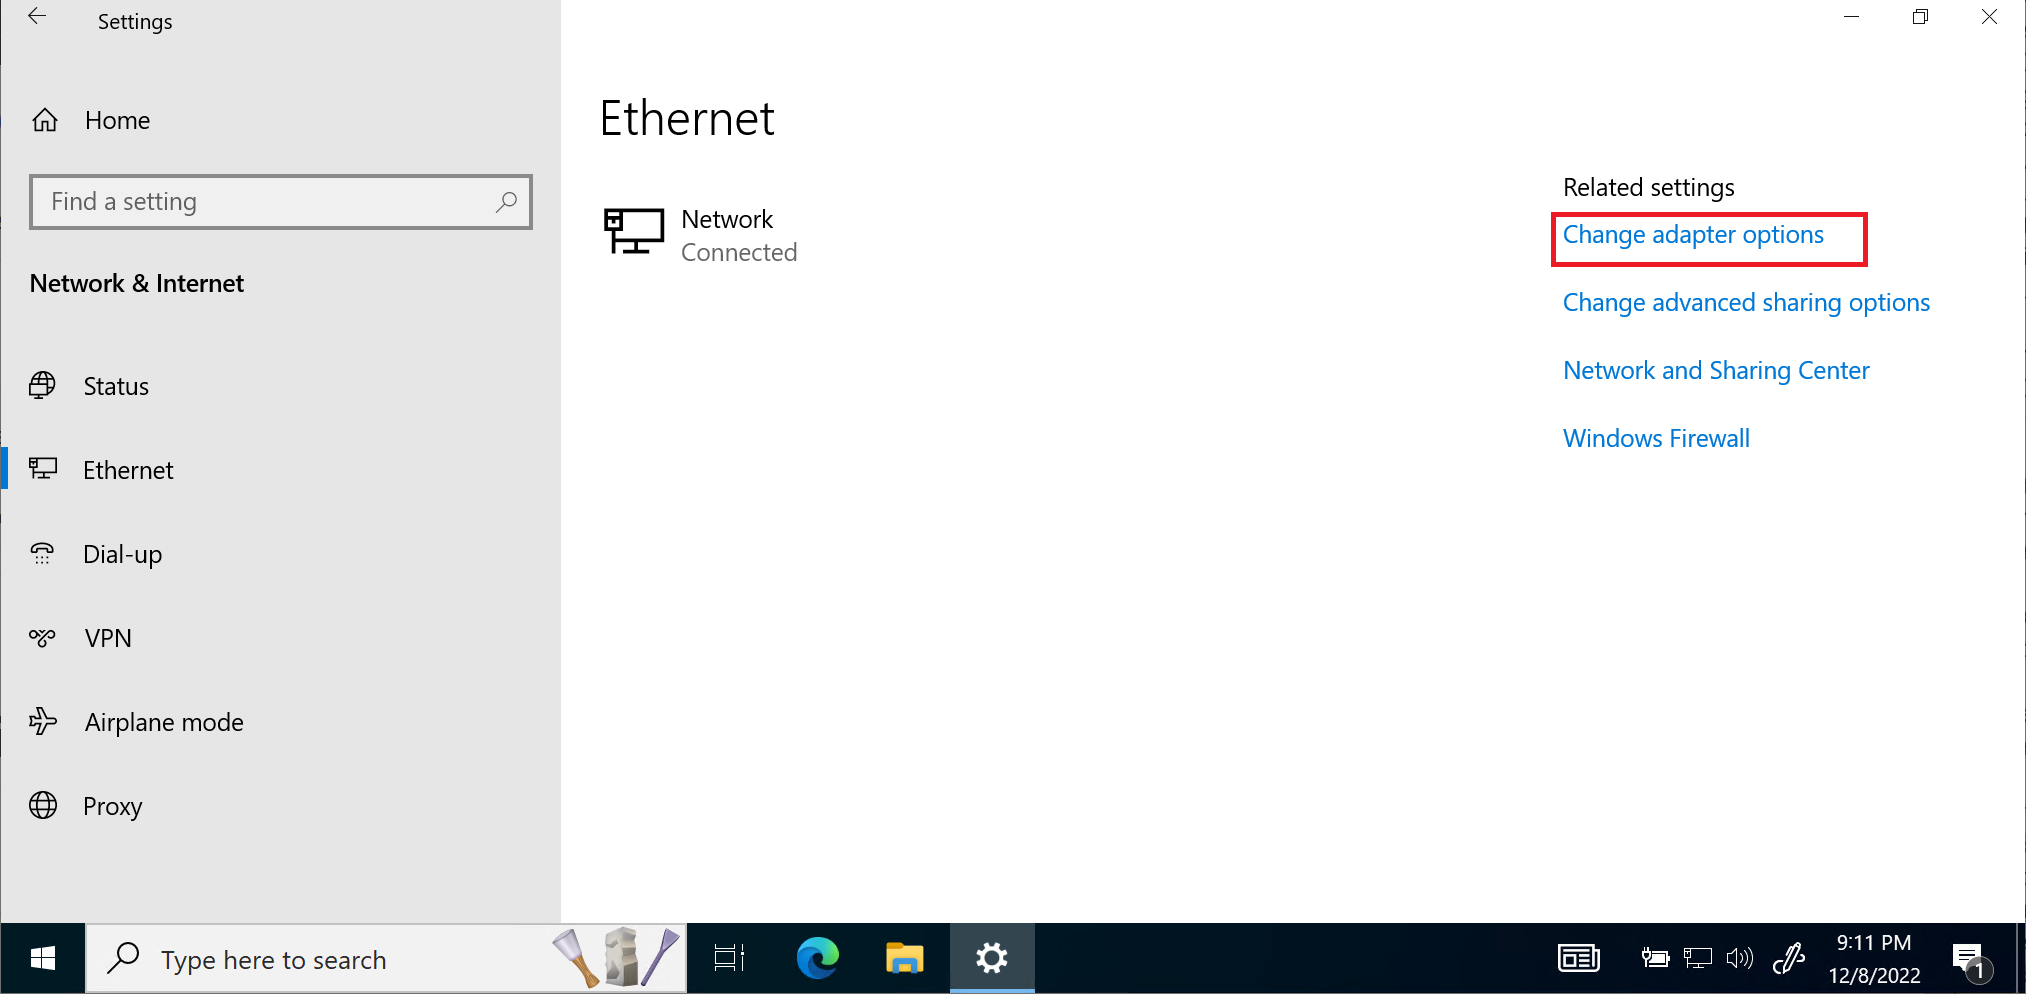 Settings
Home
Find a setting
Network & Internet
Status
Ethernet
Dial-up
VPN
Airplane mode
Proxy
Ethernet
Network
Connected
Related settings
Change adapter options
Change advanced sharing options
Network and Sharing Center
Windows Firewall
Type here to search
9:11 PM
12/8/2022
1